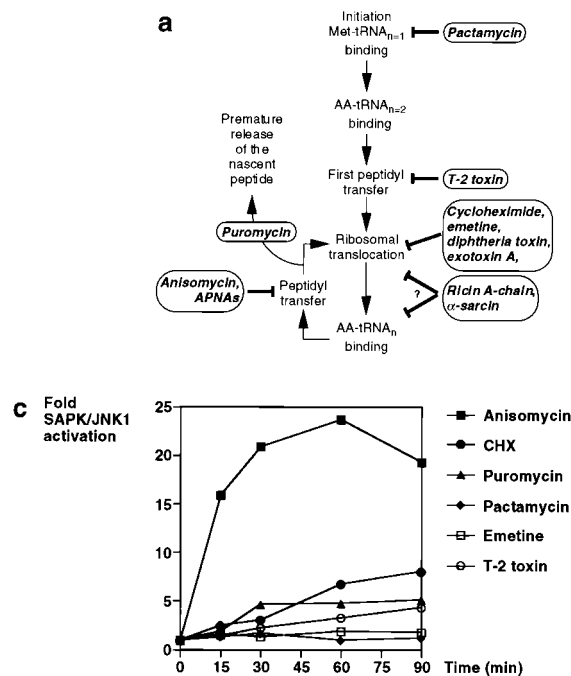 a
Initiation
Met-tRNAn=1
binding
Pactamycin
AA-tRNAn=2
binding
Premature
release
of the
nascent
peptide
First peptidyl
transfer
T-2 toxin
Puromycin
Ribosomal
translocation
Cycloheximide,
emetine,
diphtheria toxin,
exotoxin A,
Anisomycin,
APNAs
Peptidyl
transfer
?
Ricin A-chain,
α-sarcin
AA-tRNAn
binding
c
Fold
SAPK/JNK1
activation
25
20
15
10
5
0
0 15 30 45 60 75 90 Time (min)
Anisomycin
CHX
Puromycin
Pactamycin
Emetine
T-2 toxin